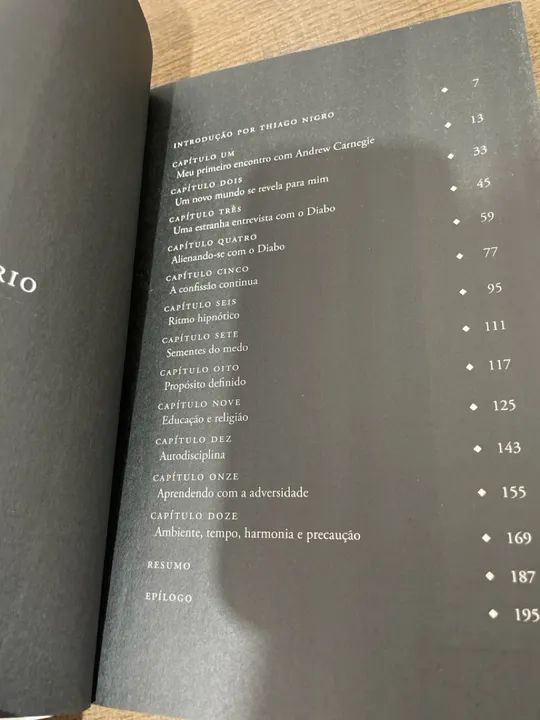 RIO
INTRODUÇÃO POR THIAGO NIGRO ◆ 7
CAPÍTULO UM
Meu primeiro encontro com Andrew Carnegie ◆ 13
CAPÍTULO DOIS
Um novo mundo se revela para mim ◆ 33
CAPÍTULO TRÊS
Uma estranha entrevista com o Diabo ◆ 45
CAPÍTULO QUATRO
Alienando-se com o Diabo ◆ 59
CAPÍTULO CINCO
A confissão continua ◆ 77
CAPÍTULO SEIS
Ritmo hipnótico ◆ 95
CAPÍTULO SETE
Sementes do medo ◆ 111
CAPÍTULO OITO
Propósito definido ◆ 117
CAPÍTULO NOVE
Educação e religião ◆ 125
CAPÍTULO DEZ
Autodisciplina ◆ 143
CAPÍTULO ONZE
Aprendendo com a adversidade ◆ 155
CAPÍTULO DOZE
Ambiente, tempo, harmonia e precaução ◆ 169
RESUMO ◆ 187
EPÍLOGO ◆ 195